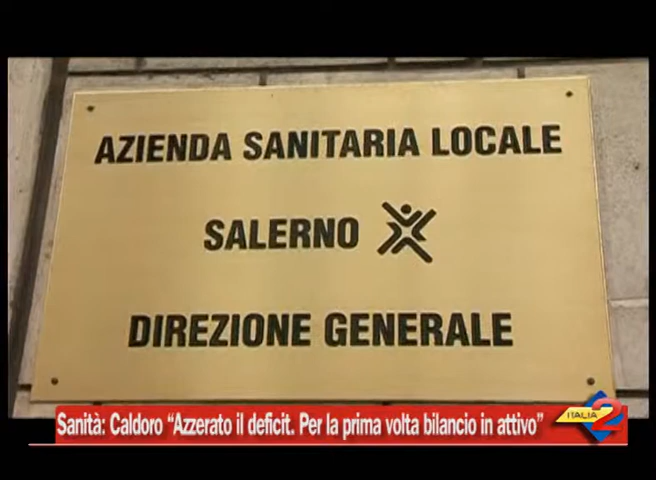 AZIENDA SANITARIA LOCALE
SALERNO
DIREZIONE GENERALE
Sanità: Caldoro “Azzerato il deficit. Per la prima volta bilancio in attivo”
ITALIA 2